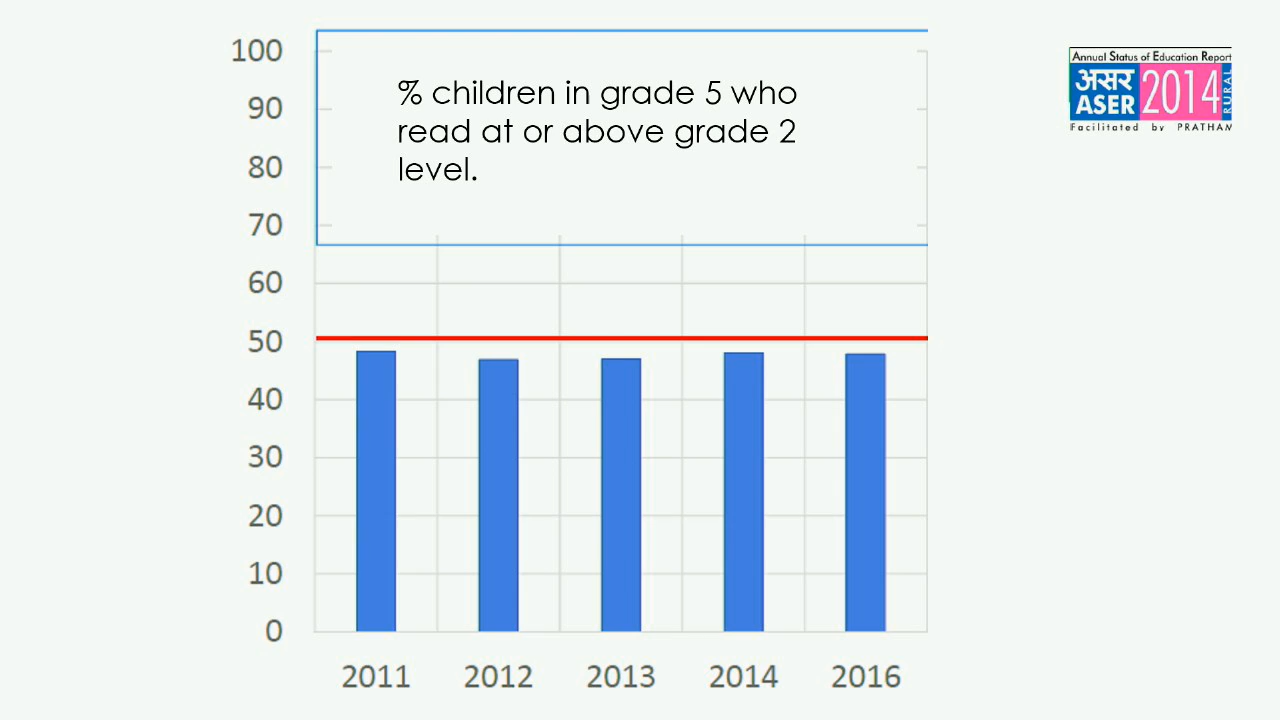 100
90
80
70
60
50
40
30
20
10
0
% children in grade 5 who
read at or above grade 2
level.
2011 2012 2013 2014 2016
Annual Status of Education Report
असर
ASER
2014
RURAL
Facilitated by PRATHAM